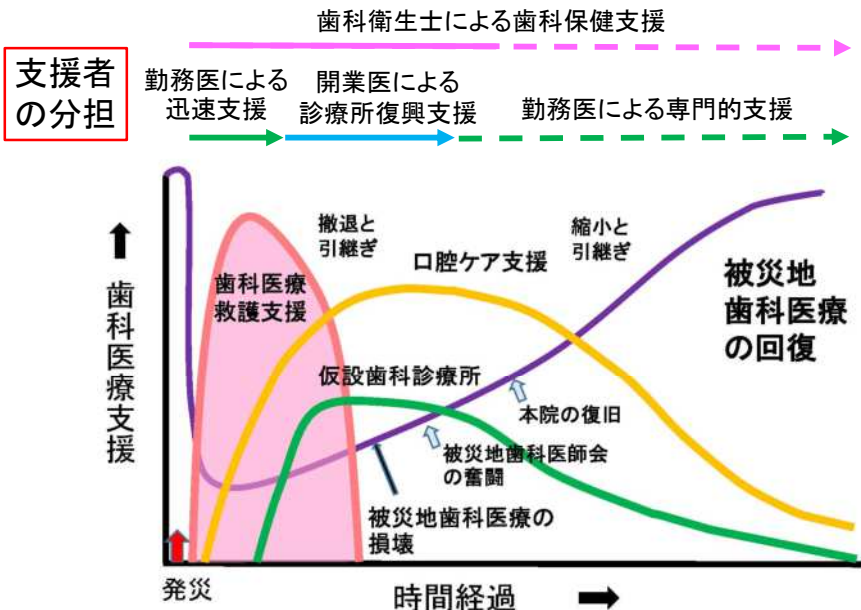 歯科衛生士による歯科保健支援
支援者
の分担
勤務医による
迅速支援
開業医による
診療所復興支援
勤務医による専門的支援
撤退と
引継ぎ
縮小と
引継ぎ
口腔ケア支援
歯科医療
救護支援
被災地
歯科医療
の回復
歯科医療支援
仮設歯科診療所
本院の復旧
被災地歯科医師会
の奮闘
被災地歯科医療の
損壊
発災
時間経過